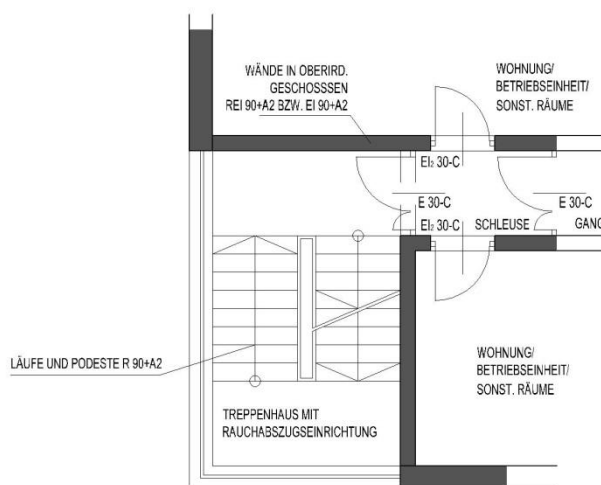 WÄNDE IN OBERIRD.
GESCHOSSSEN
REI 90+A2 BZW. EI 90+A2
WOHNUNG/
BETRIEBSEINHEIT/
SONST. RÄUME
EI₂ 30-C
E 30-C
E 30-C
EI₂ 30-C
SCHLEUSE
GANG
LÄUFE UND PODESTE R 90+A2
WOHNUNG/
BETRIEBSEINHEIT/
SONST. RÄUME
TREPPENHAUS MIT
RAUCHABZUGSEINRICHTUNG